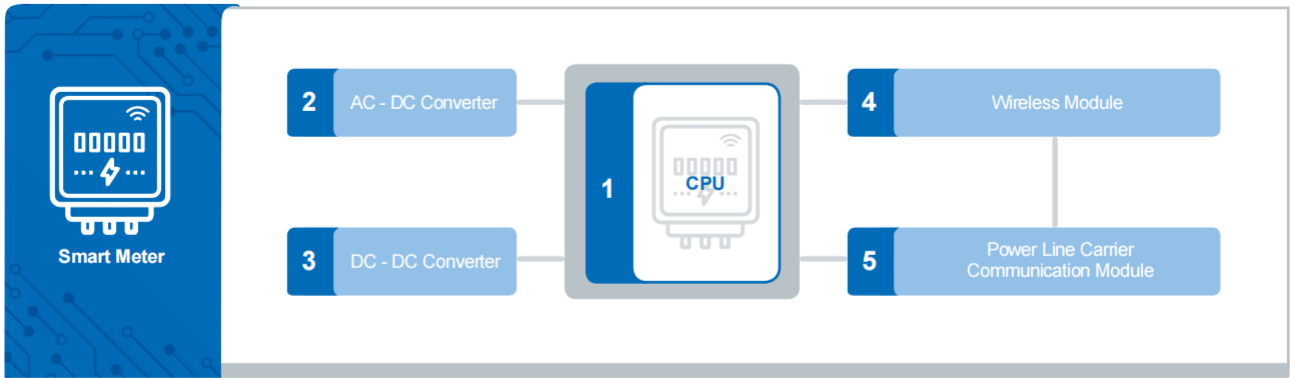 Smart Meter
2
AC - DC Converter
3
DC - DC Converter
1
CPU
4
Wireless Module
5
Power Line Carrier
Communication Module